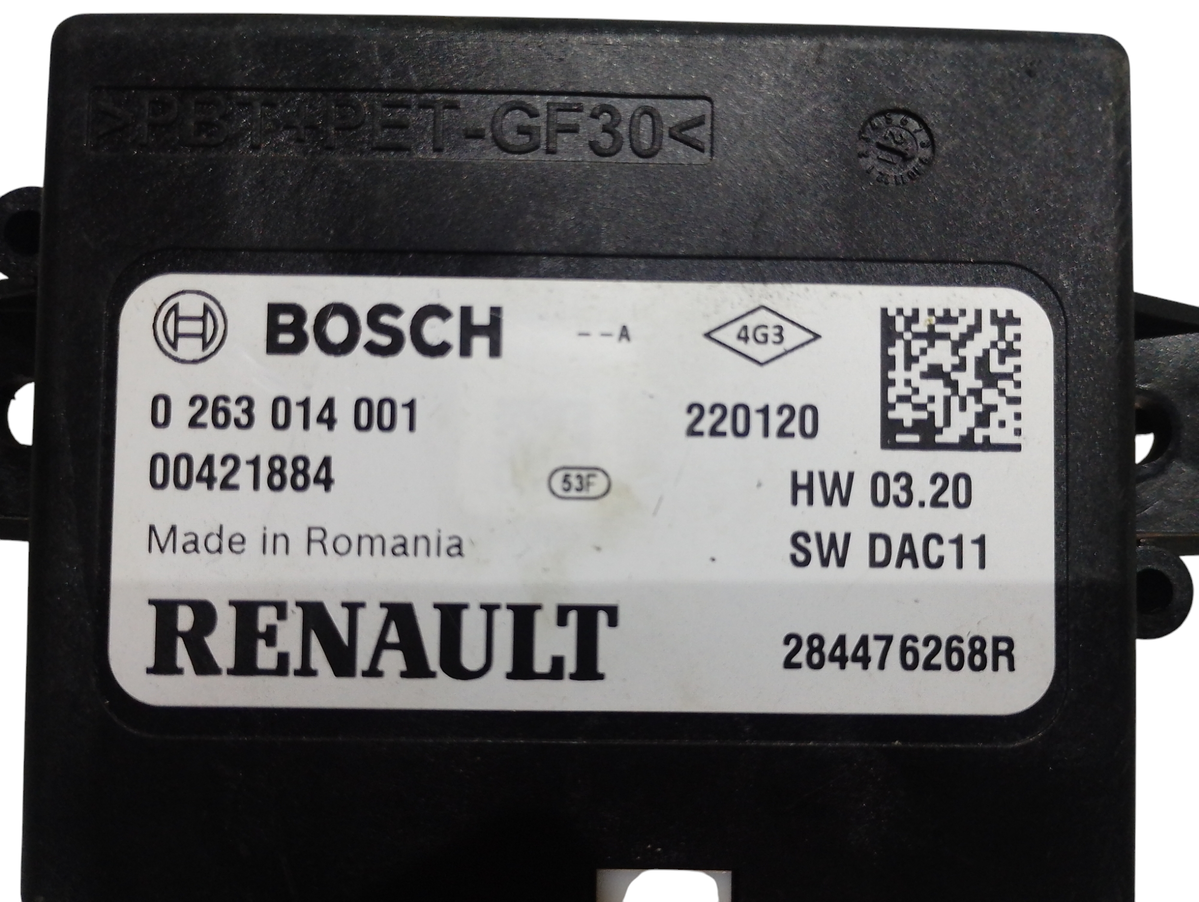 >PBT+PET-GF30<
BOSCH --A 4G3
0 263 014 001 220120
00421884 53F HW 03.20
Made in Romania SW DAC11
RENAULT 284476268R